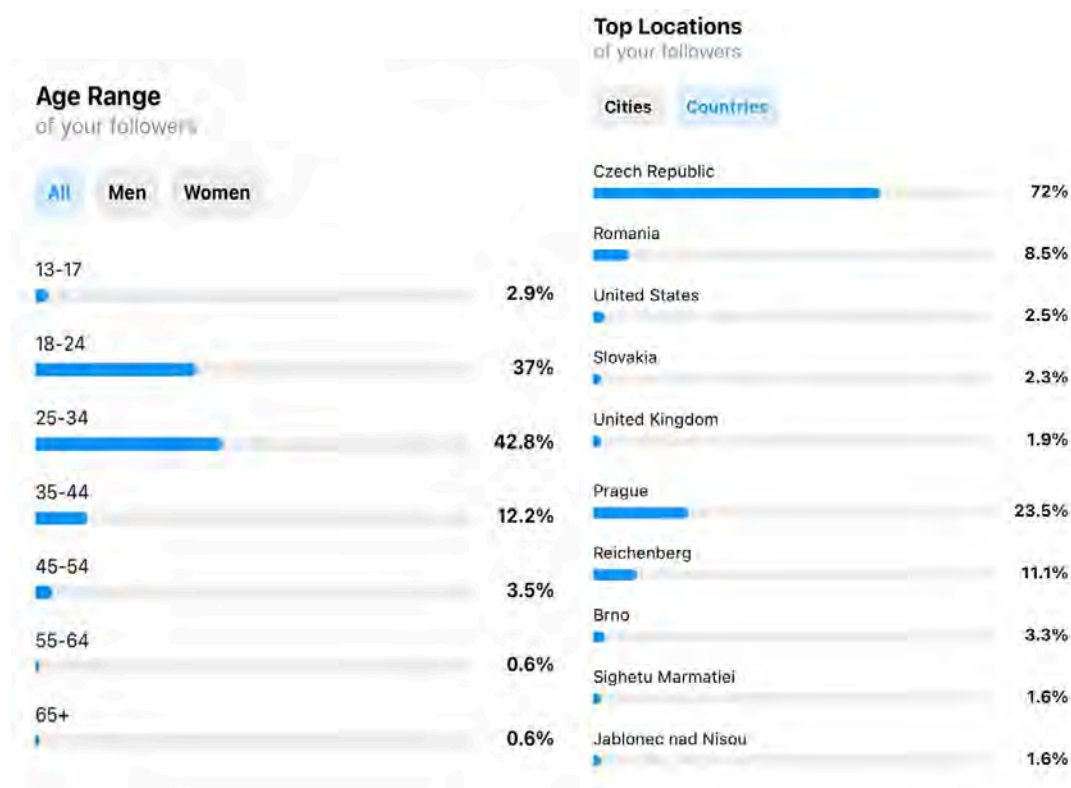 Age Range
of your followers
All Men Women
13-17
2.9%
18-24
37%
25-34
42.8%
35-44
12.2%
45-54
3.5%
55-64
0.6%
65+
0.6%
Top Locations
of your followers
Cities Countries
Czech Republic
72%
Romania
8.5%
United States
2.5%
Slovakia
2.3%
United Kingdom
1.9%
Prague
23.5%
Reichenberg
11.1%
Brno
3.3%
Sighetu Marmatiei
1.6%
Jablonec nad Nisou
1.6%